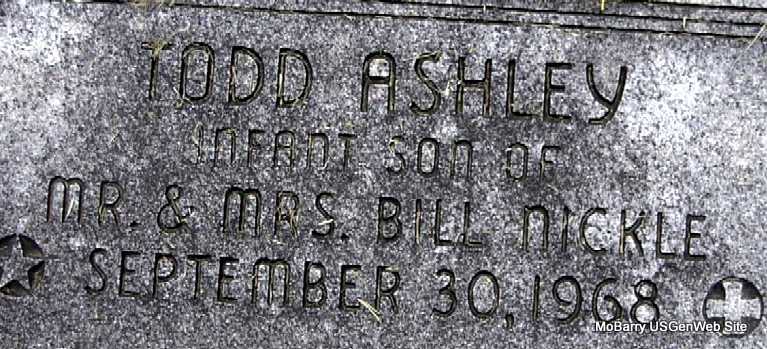 TODD ASHLEY
INFANT SON OF
MR. & MRS. BILL NICKLE
SEPTEMBER 30, 1968
MoBarry USGenWeb Site